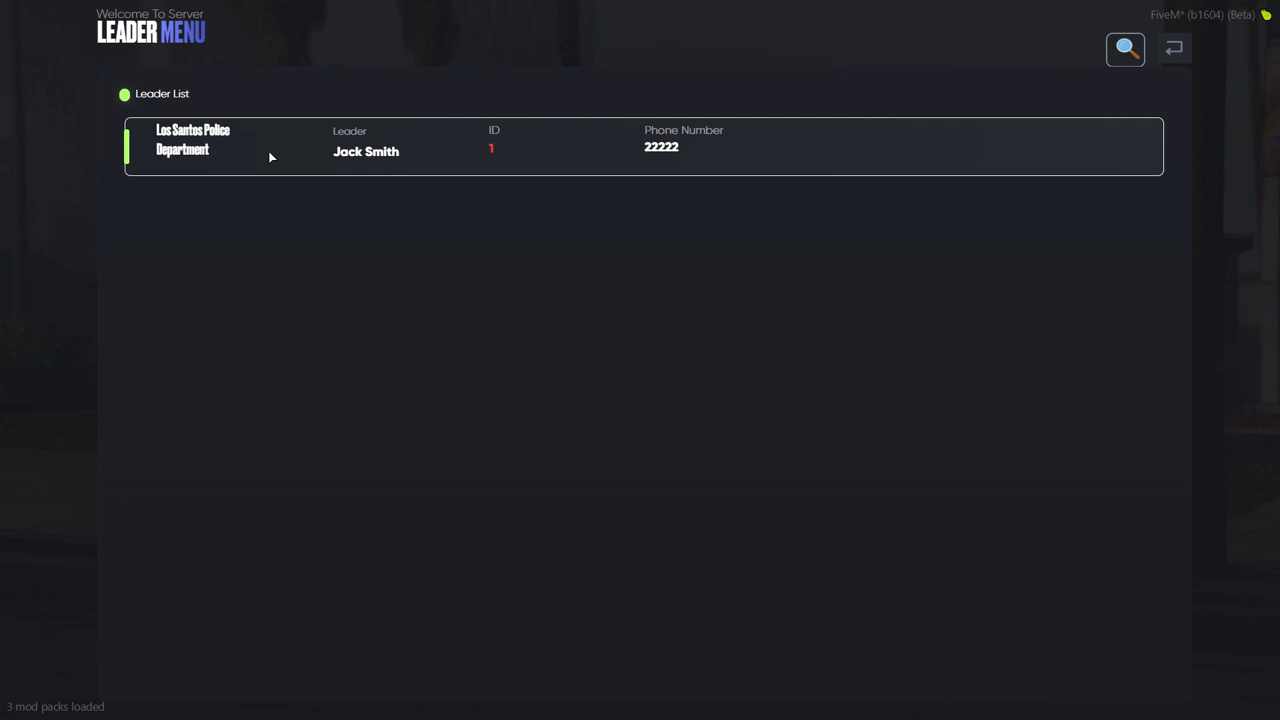 Welcome To Server
LEADER MENU
FiveM* (b1604) (Beta)
Leader List
Los Santos Police
Department
Leader
Jack Smith
ID
1
Phone Number
22222
3 mod packs loaded